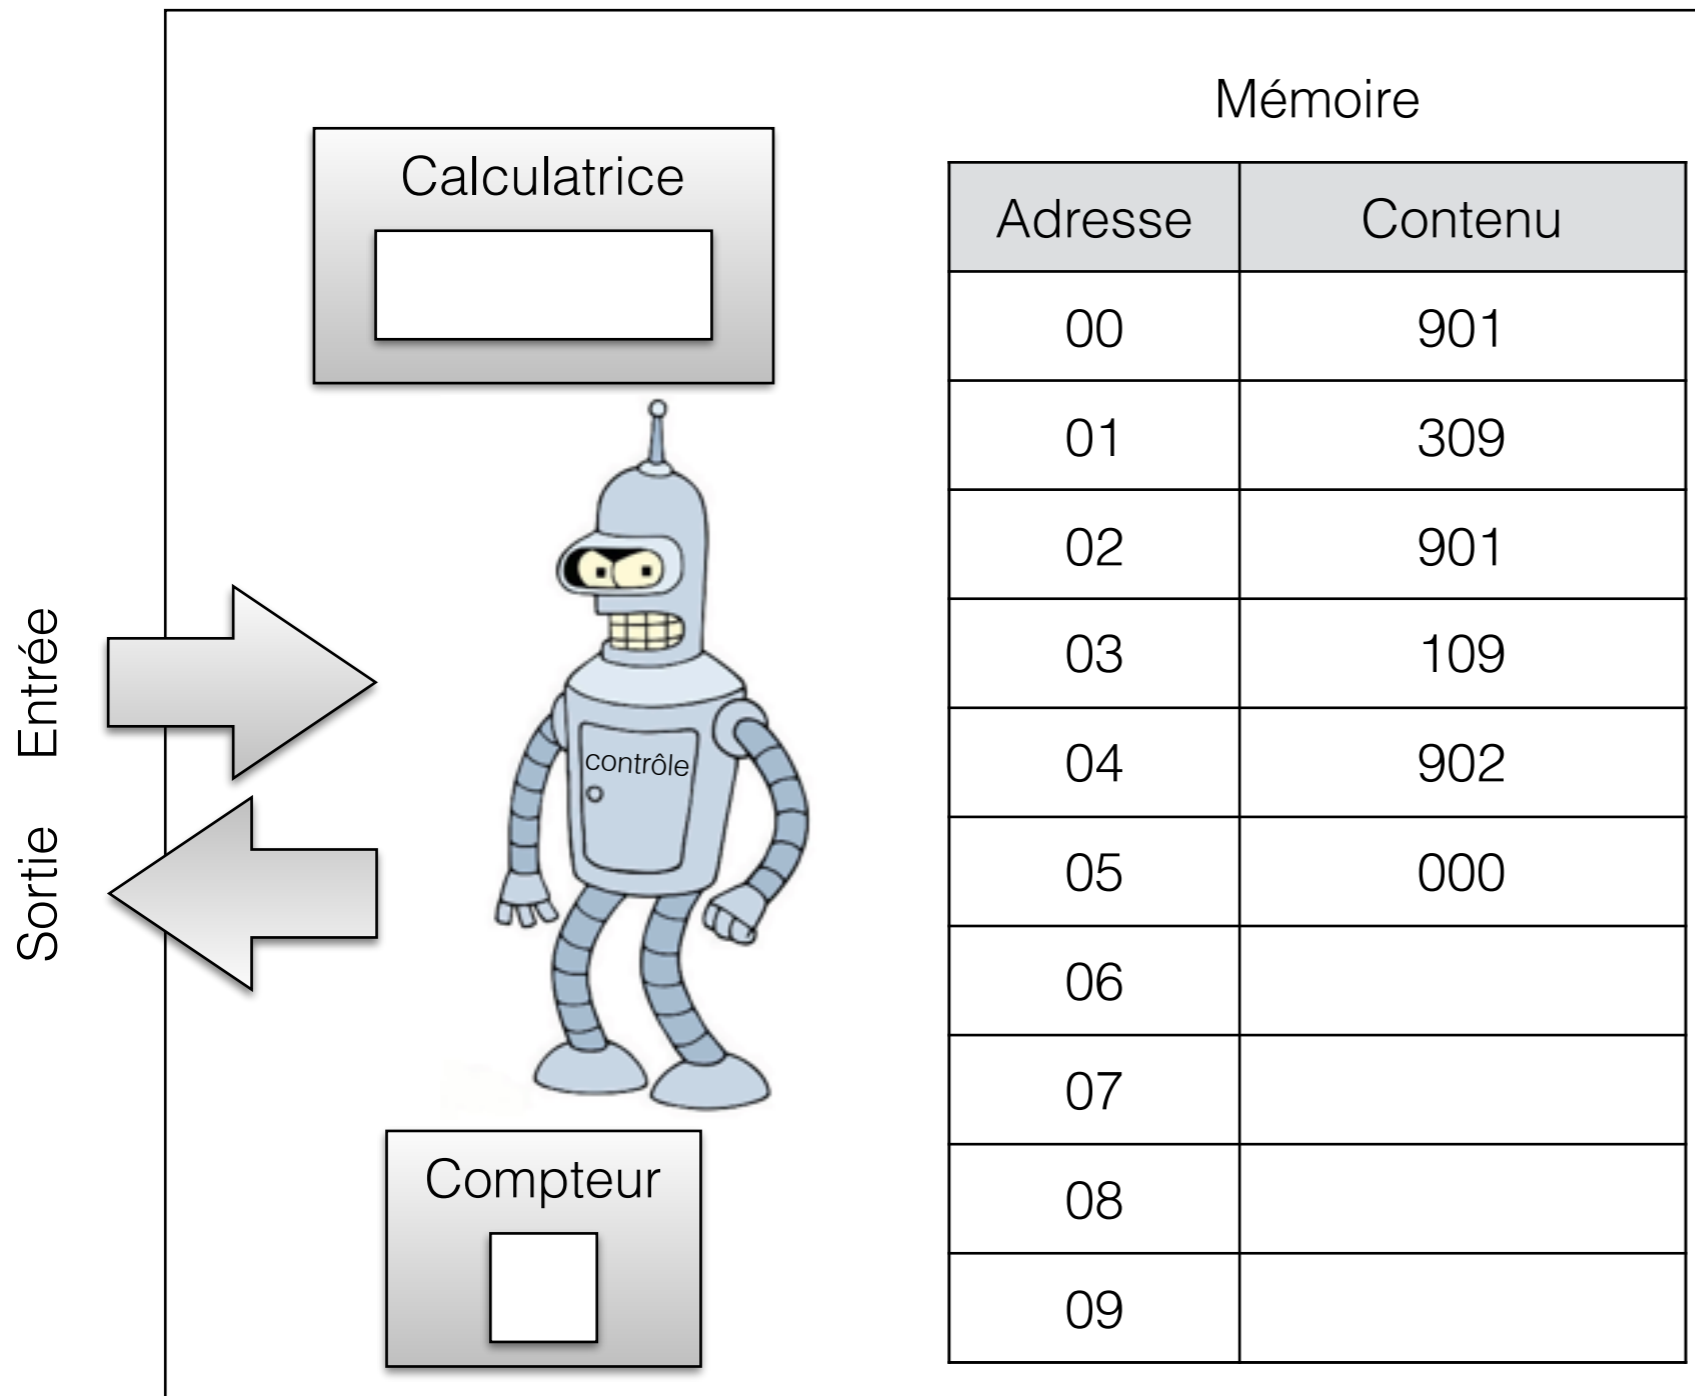 Mémoire
Calculatrice
Adresse Contenu
00 901
01 309
02 901
03 109
04 902
05 000
06
07
08
09
Entrée
Sortie
contrôle
Compteur